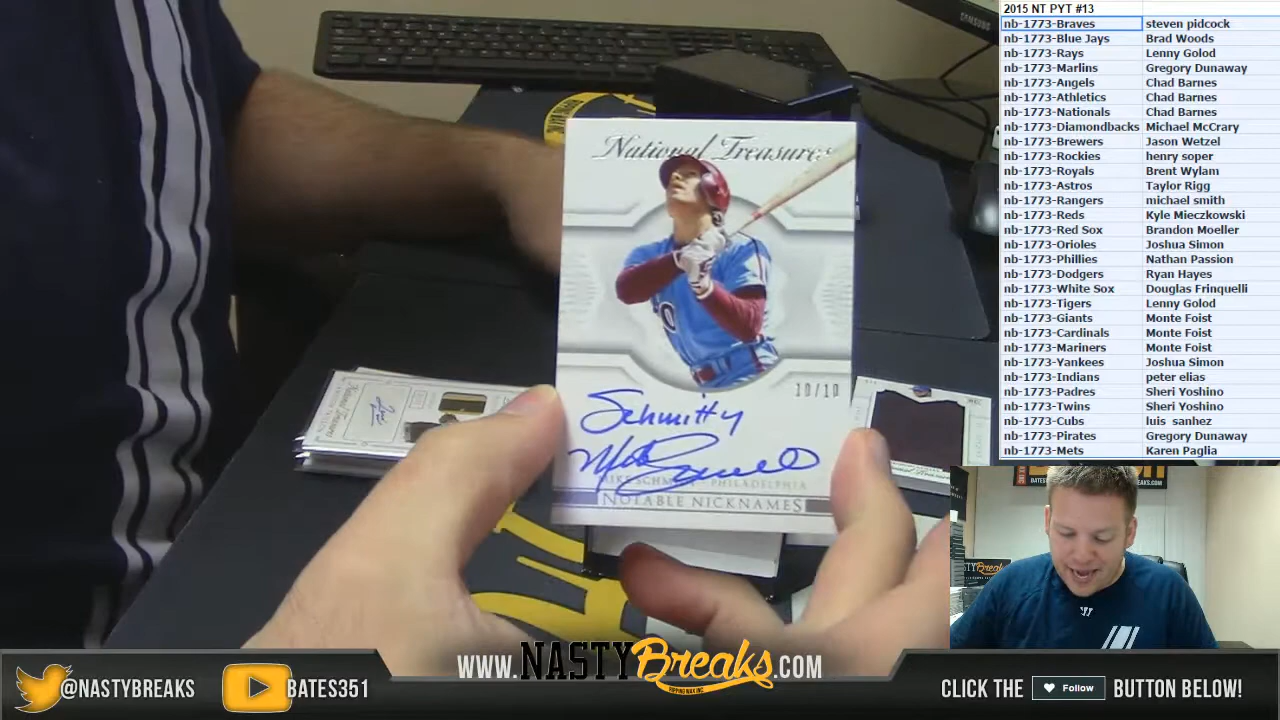 2015 NT PYT #13
nb-1773-Braves steven pidcock
nb-1773-Blue Jays Brad Woods
nb-1773-Rays Lenny Golod
nb-1773-Marlins Gregory Dunaway
nb-1773-Angels Chad Barnes
nb-1773-Athletics Chad Barnes
nb-1773-Nationals Chad Barnes
nb-1773-Diamondbacks Michael McCrary
nb-1773-Brewers Jason Wetzel
nb-1773-Rockies henry soper
nb-1773-Royals Brent Wylam
nb-1773-Astros Taylor Rigg
nb-1773-Rangers michael smith
nb-1773-Reds Kyle Mieczkowski
nb-1773-Red Sox Brandon Moeller
nb-1773-Orioles Joshua Simon
nb-1773-Phillies Nathan Passion
nb-1773-Dodgers Ryan Hayes
nb-1773-White Sox Douglas Frinquelli
nb-1773-Tigers Lenny Golod
nb-1773-Giants Monte Foist
nb-1773-Cardinals Monte Foist
nb-1773-Mariners Monte Foist
nb-1773-Yankees Joshua Simon
nb-1773-Indians peter elias
nb-1773-Padres Sheri Yoshino
nb-1773-Twins Sheri Yoshino
nb-1773-Cubs luis sanhez
nb-1773-Pirates Gregory Dunaway
nb-1773-Mets Karen Paglia
National Treasures
10/10
Schmitty
PHILADELPHIA
NOTABLE NICKNAMES
@NASTYBREAKS
BATES351
WWW.NASTYBreaks.COM
RIPPING WAX INC.
CLICK THE Follow BUTTON BELOW!